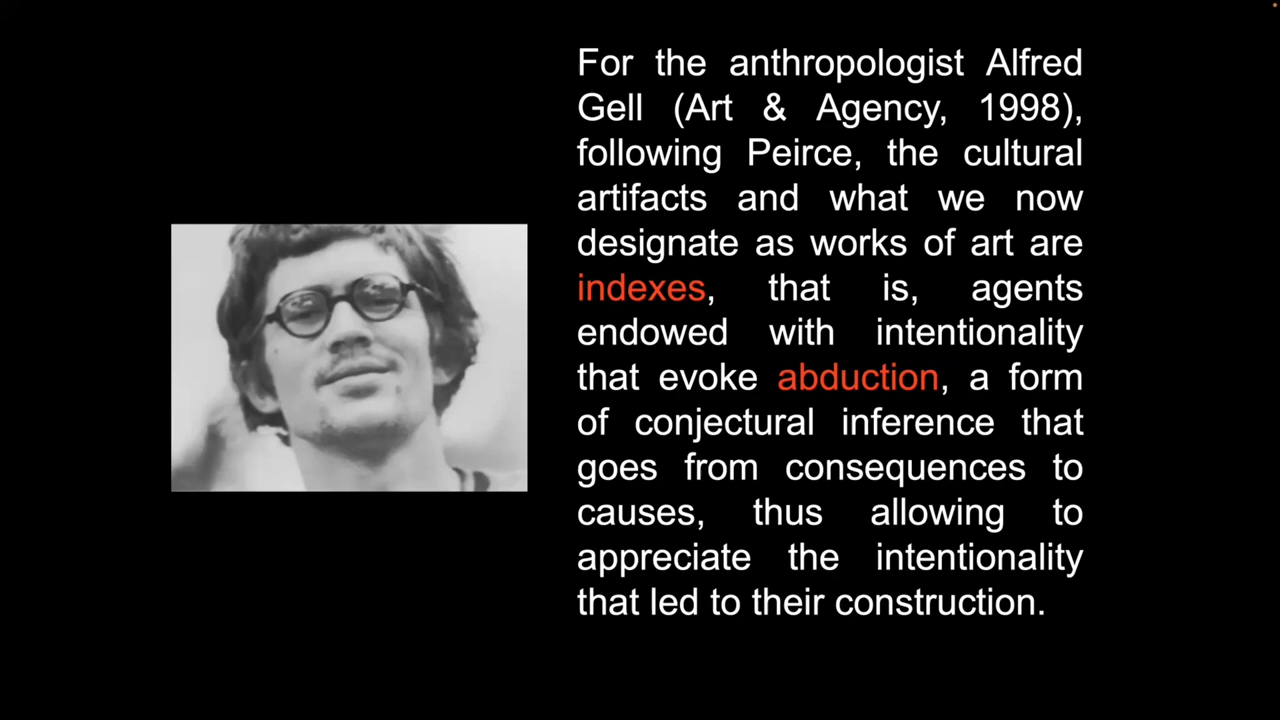 For the anthropologist Alfred
Gell (Art & Agency, 1998),
following Peirce, the cultural
artifacts and what we now
designate as works of art are
indexes, that is, agents
endowed with intentionality
that evoke abduction, a form
of conjectural inference that
goes from consequences to
causes, thus allowing to
appreciate the intentionality
that led to their construction.